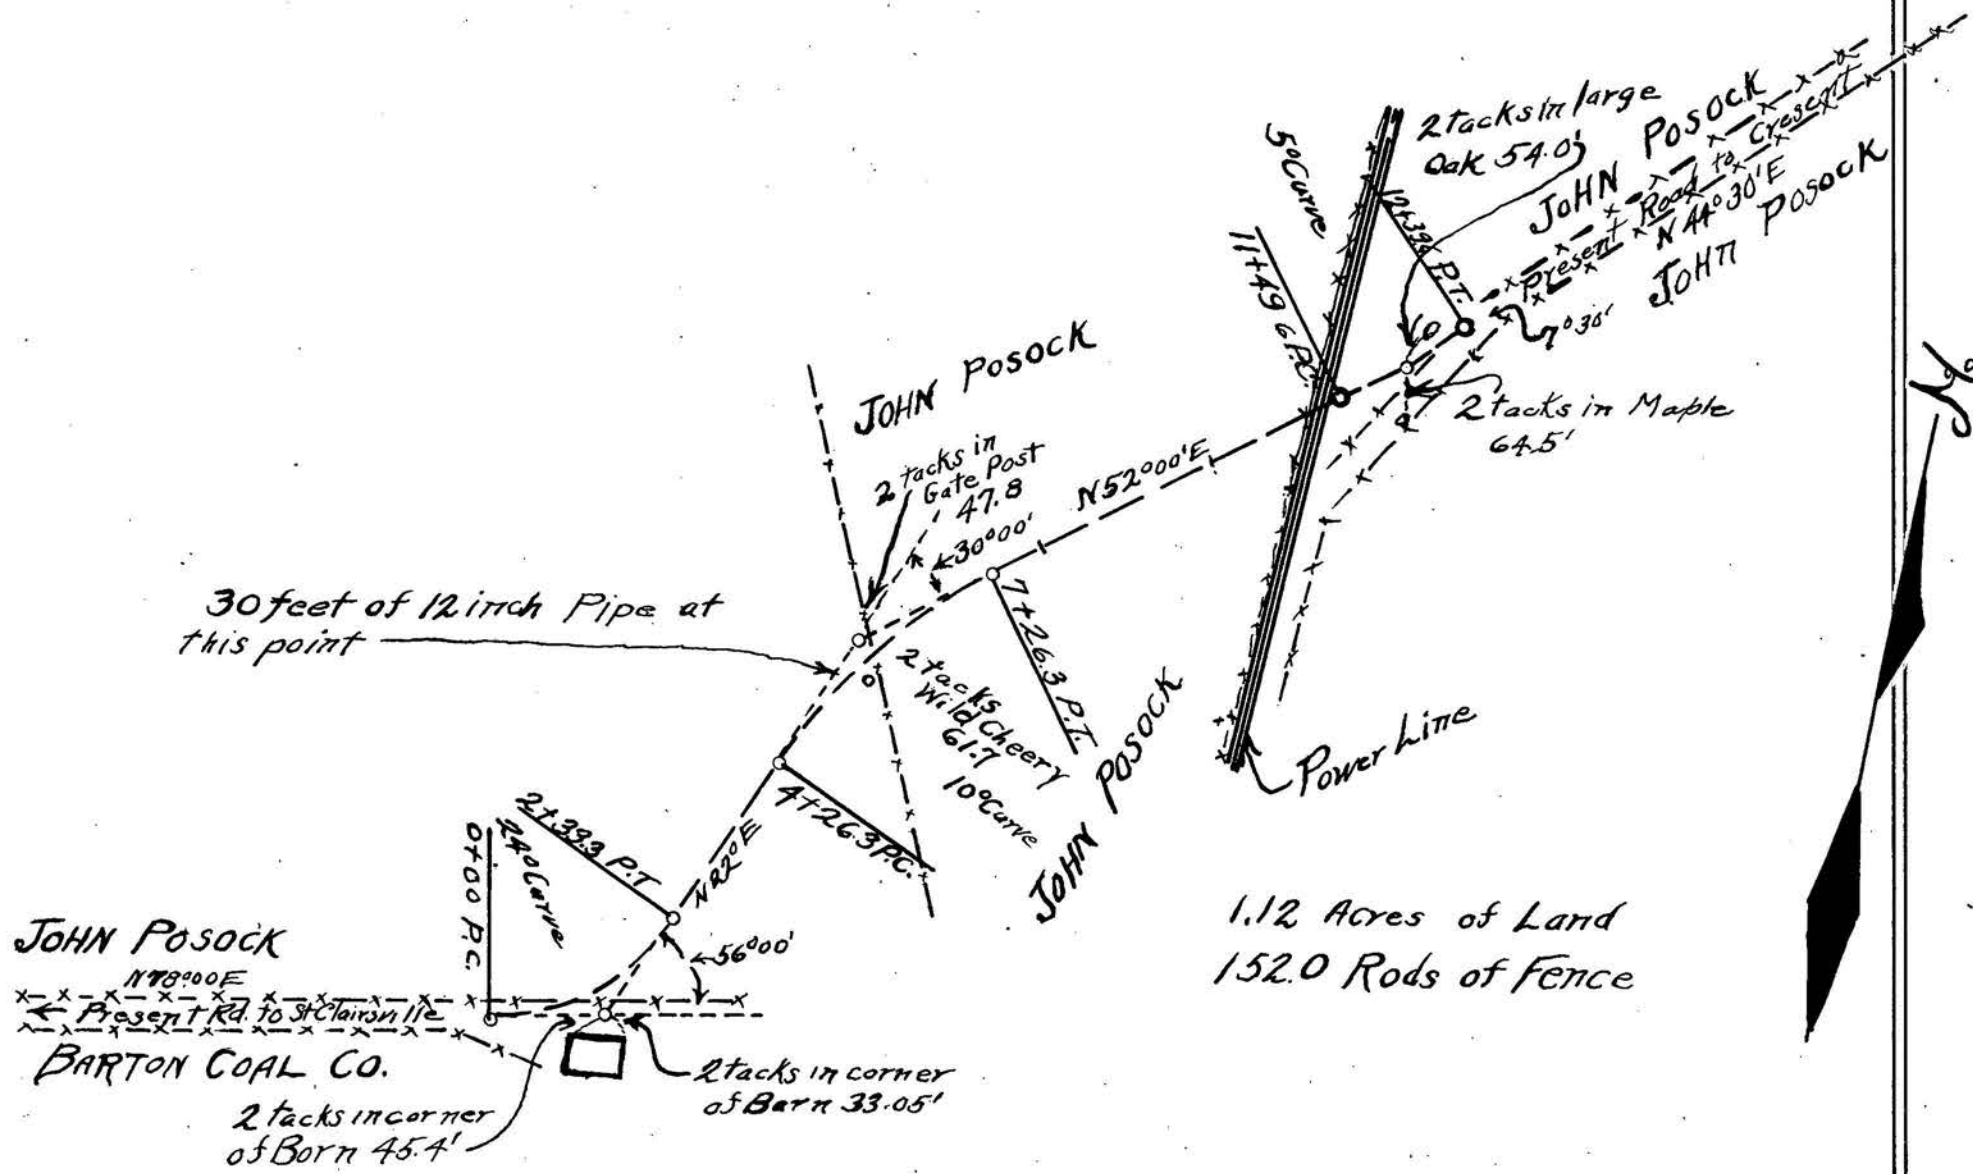 2 tacks in large
Oak 54.0'
5° Curve
JOHN POSOCK
Present Road to Cresent
N 44° 30' E
JOHN POSOCK
12+39.6 P.T.
11+49.6 P.C.
7° 30'
2 tacks in Maple
64.5'
No
JOHN POSOCK
2 tacks in
Gate Post
47.8
30°00'
N52°00'E
30 feet of 12 inch Pipe at
this point
7+26.3 P.T.
2 tacks
Wild Cheery
61.7
10° Curve
JOHN POSOCK
Power Line
4+26.3 P.C.
N 22° E
2+33.3 P.T
24° Curve
0+00 P.C.
56°00'
1.12 Acres of Land
152.0 Rods of Fence
JOHN POSOCK
N78°00E
Present Rd. to St Clairsville
BARTON COAL CO.
2 tacks in corner
of Barn 33.05'
2 tacks in corner
of Born 45.4'